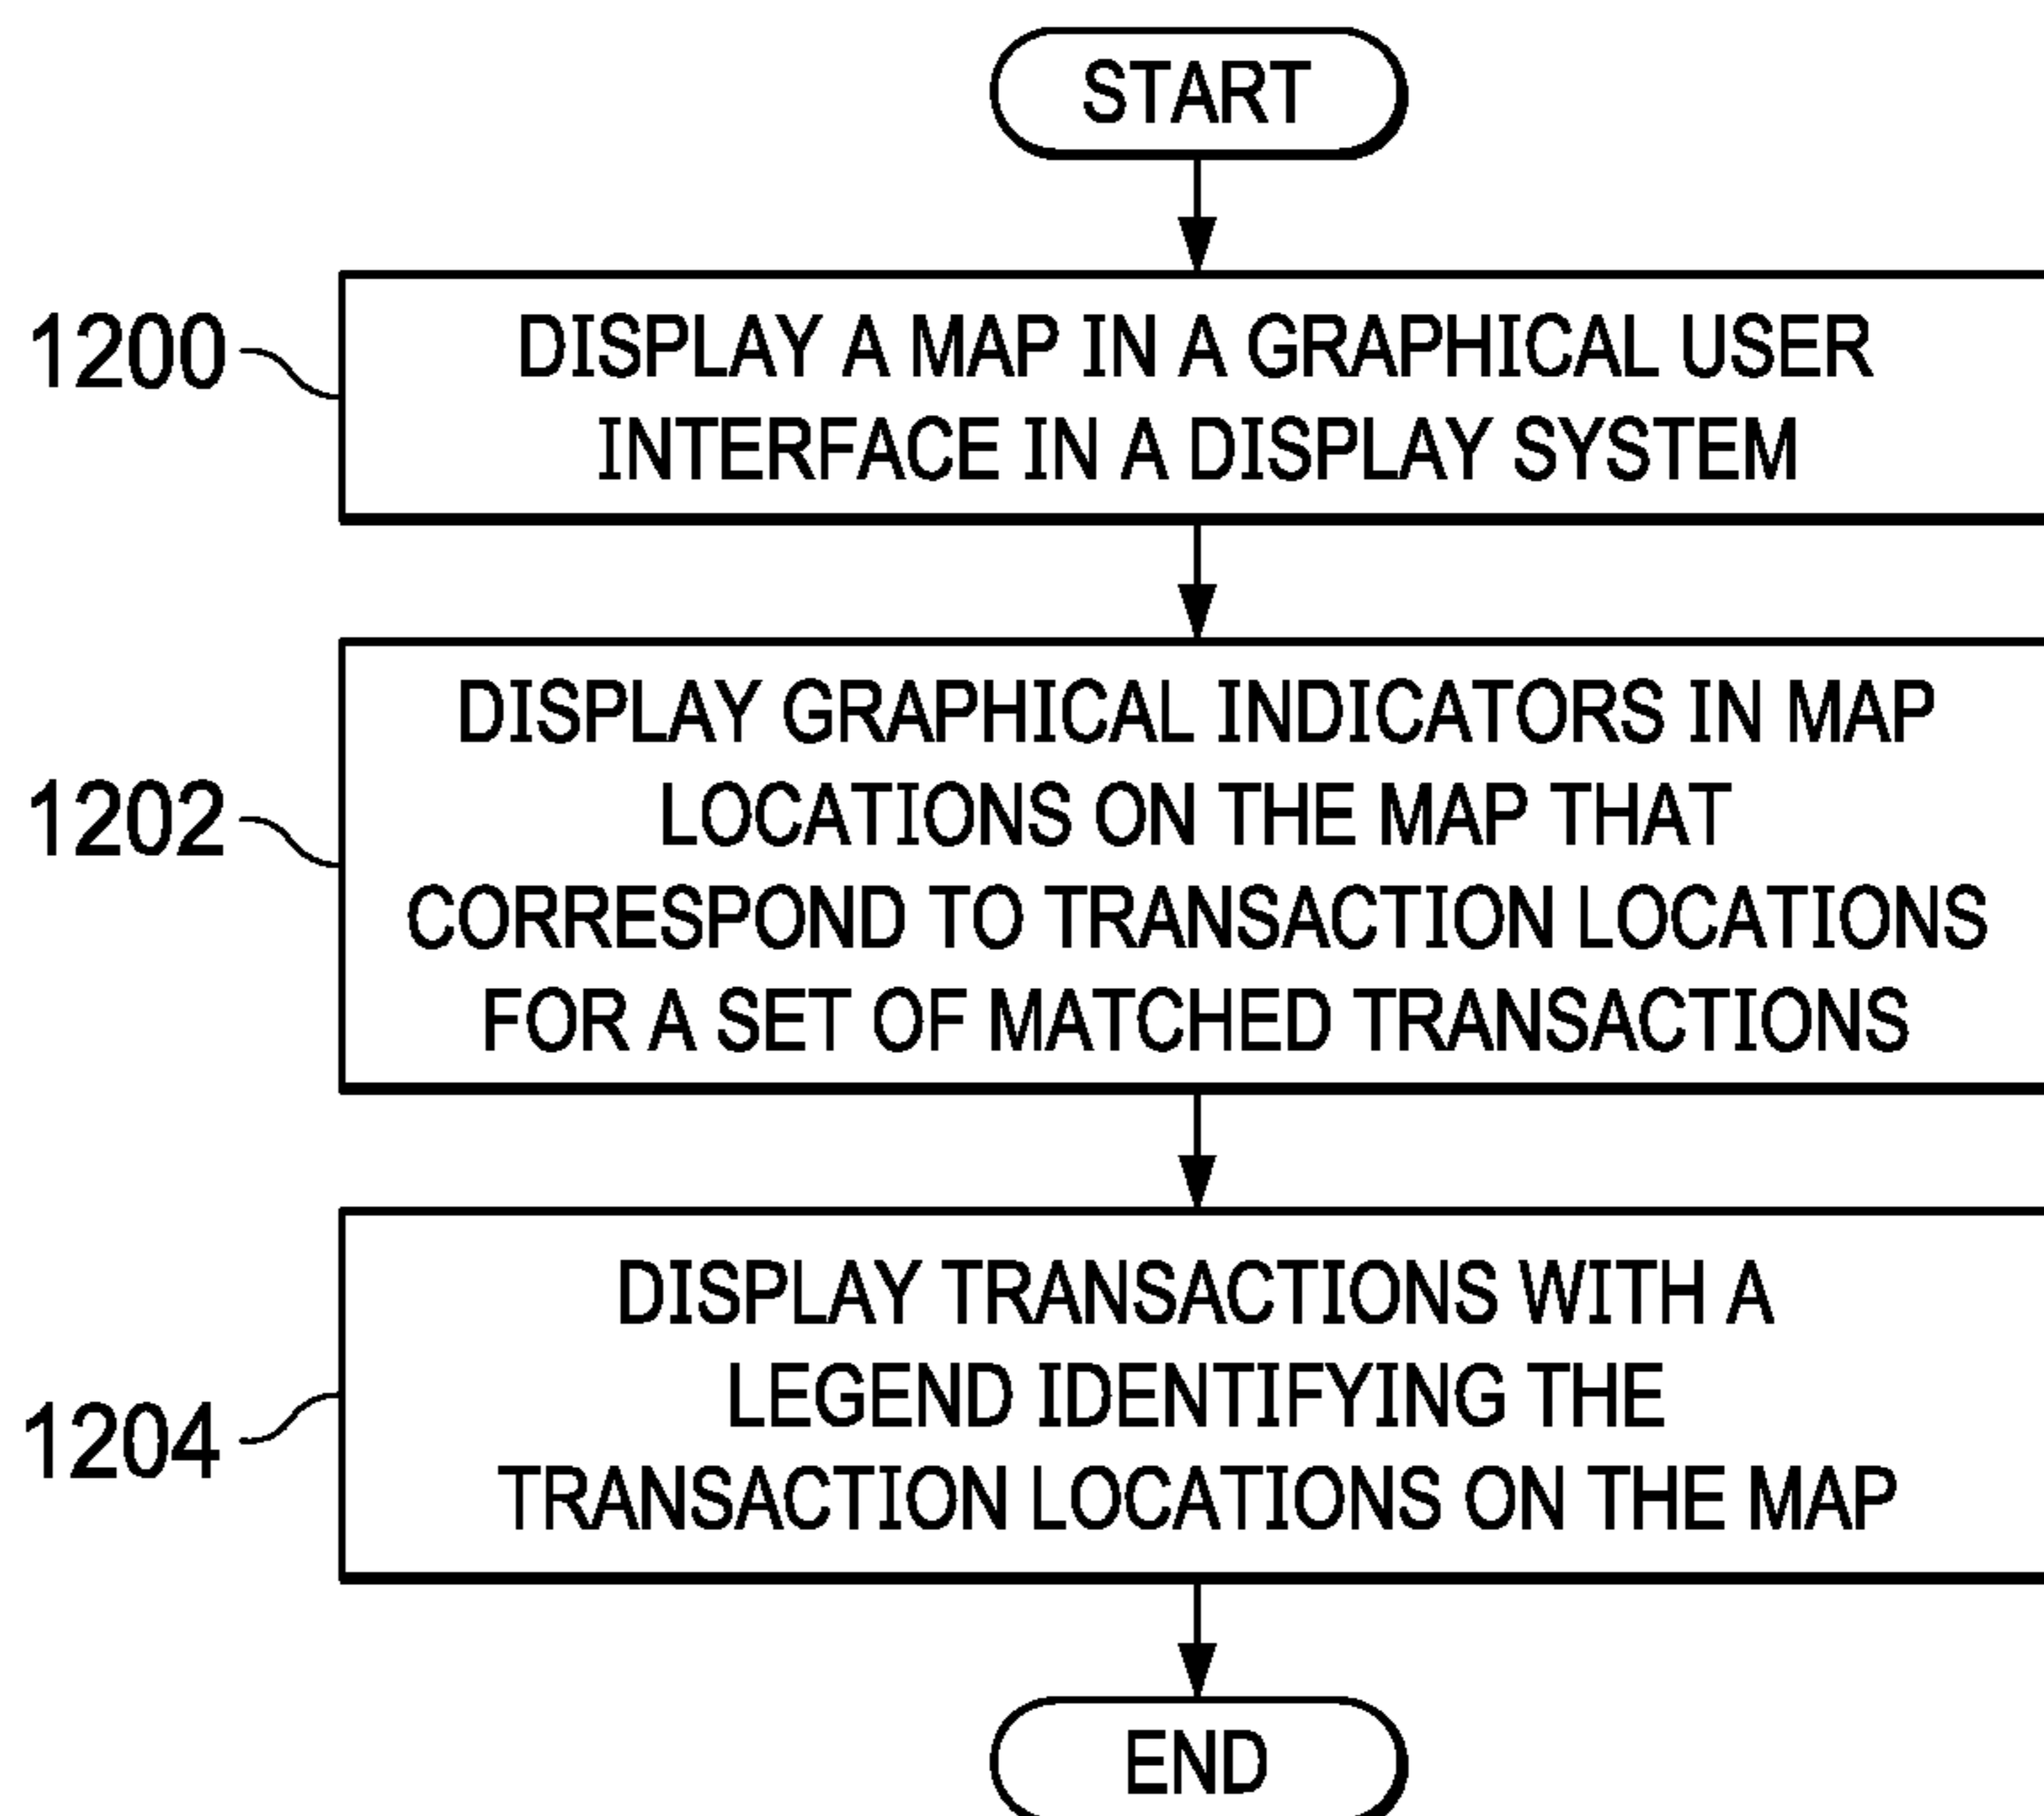 START
1200
DISPLAY A MAP IN A GRAPHICAL USER
INTERFACE IN A DISPLAY SYSTEM
1202
DISPLAY GRAPHICAL INDICATORS IN MAP
LOCATIONS ON THE MAP THAT
CORRESPOND TO TRANSACTION LOCATIONS
FOR A SET OF MATCHED TRANSACTIONS
1204
DISPLAY TRANSACTIONS WITH A
LEGEND IDENTIFYING THE
TRANSACTION LOCATIONS ON THE MAP
END